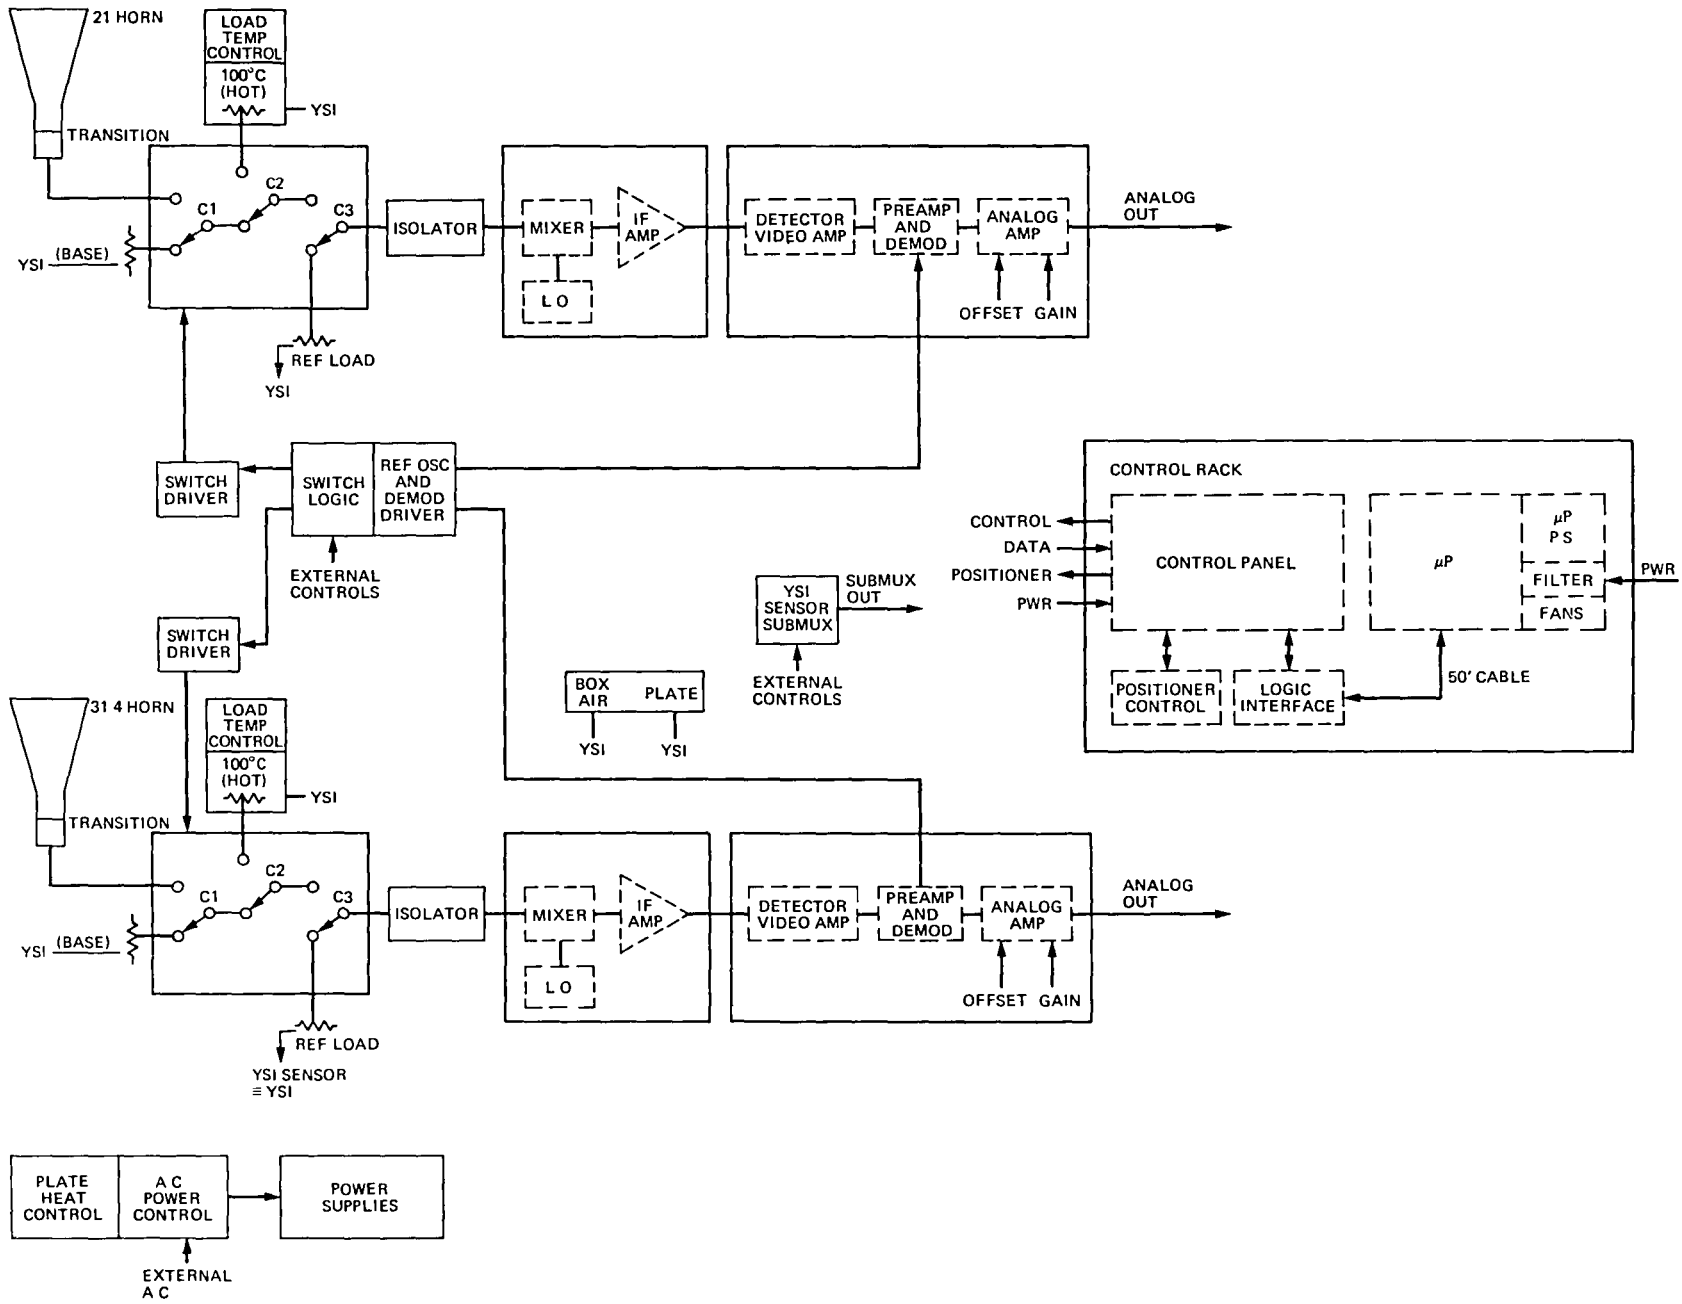 21 HORN
LOAD
TEMP
CONTROL
100°C
(HOT)
YSI
TRANSITION
C1
C2
C3
YSI (BASE)
REF LOAD
YSI
ISOLATOR
MIXER
L O
IF
AMP
DETECTOR
VIDEO AMP
PREAMP
AND
DEMOD
ANALOG
AMP
OFFSET GAIN
ANALOG
OUT
SWITCH
DRIVER
SWITCH
LOGIC
REF OSC
AND
DEMOD
DRIVER
EXTERNAL
CONTROLS
SWITCH
DRIVER
YSI
SENSOR
SUBMUX
SUBMUX
OUT
EXTERNAL
CONTROLS
BOX
AIR
PLATE
YSI
YSI
CONTROL RACK
CONTROL
DATA
POSITIONER
PWR
CONTROL PANEL
μP
μP
P S
FILTER
FANS
PWR
POSITIONER
CONTROL
LOGIC
INTERFACE
50' CABLE
31 4 HORN
LOAD
TEMP
CONTROL
100°C
(HOT)
YSI
TRANSITION
C1
C2
C3
YSI (BASE)
REF LOAD
YSI SENSOR
≡ YSI
ISOLATOR
MIXER
L O
IF
AMP
DETECTOR
VIDEO AMP
PREAMP
AND
DEMOD
ANALOG
AMP
OFFSET GAIN
ANALOG
OUT
PLATE
HEAT
CONTROL
A C
POWER
CONTROL
POWER
SUPPLIES
EXTERNAL
A C